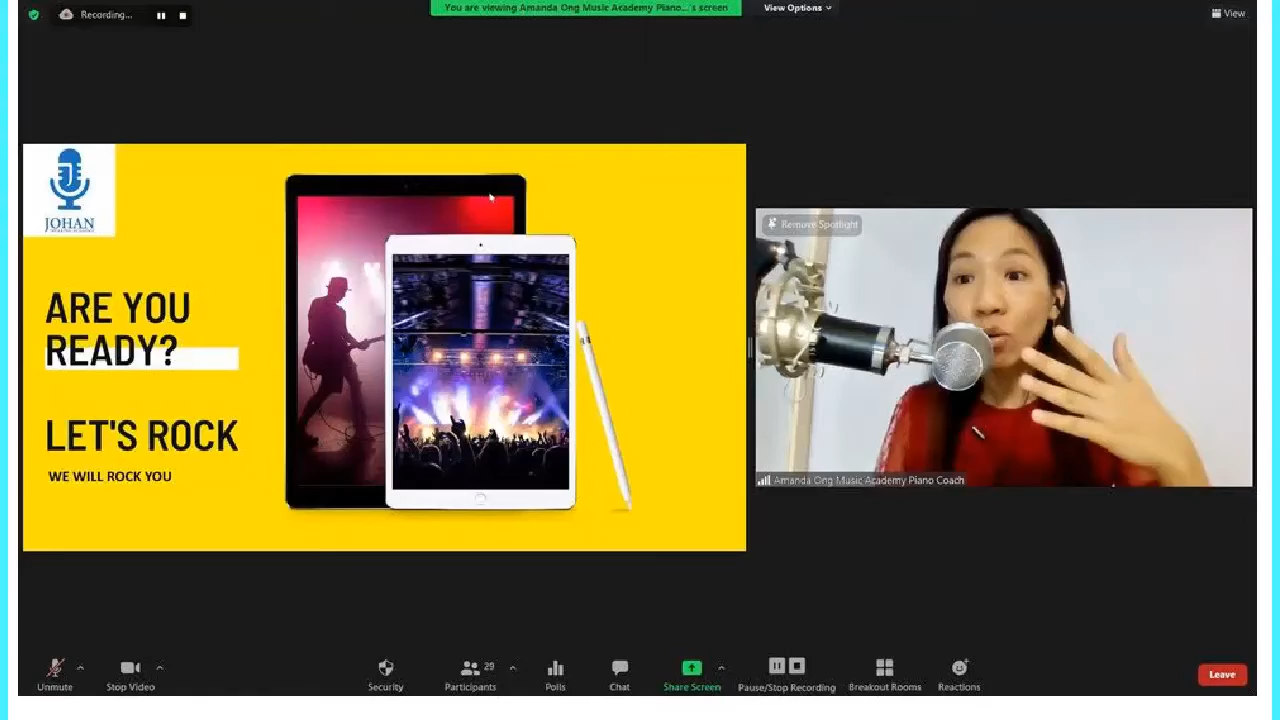 Recording...
You are viewing Amanda Ong Music Academy Piano...'s screen
View Options
View
JOHAN
ARE YOU
READY?
LET'S ROCK
WE WILL ROCK YOU
Remove Spotlight
Amanda Ong Music Academy Piano Coach
Unmute
Stop Video
Security
29
Participants
Polls
Chat
Share Screen
Pause/Stop Recording
Breakout Rooms
Reactions
Leave